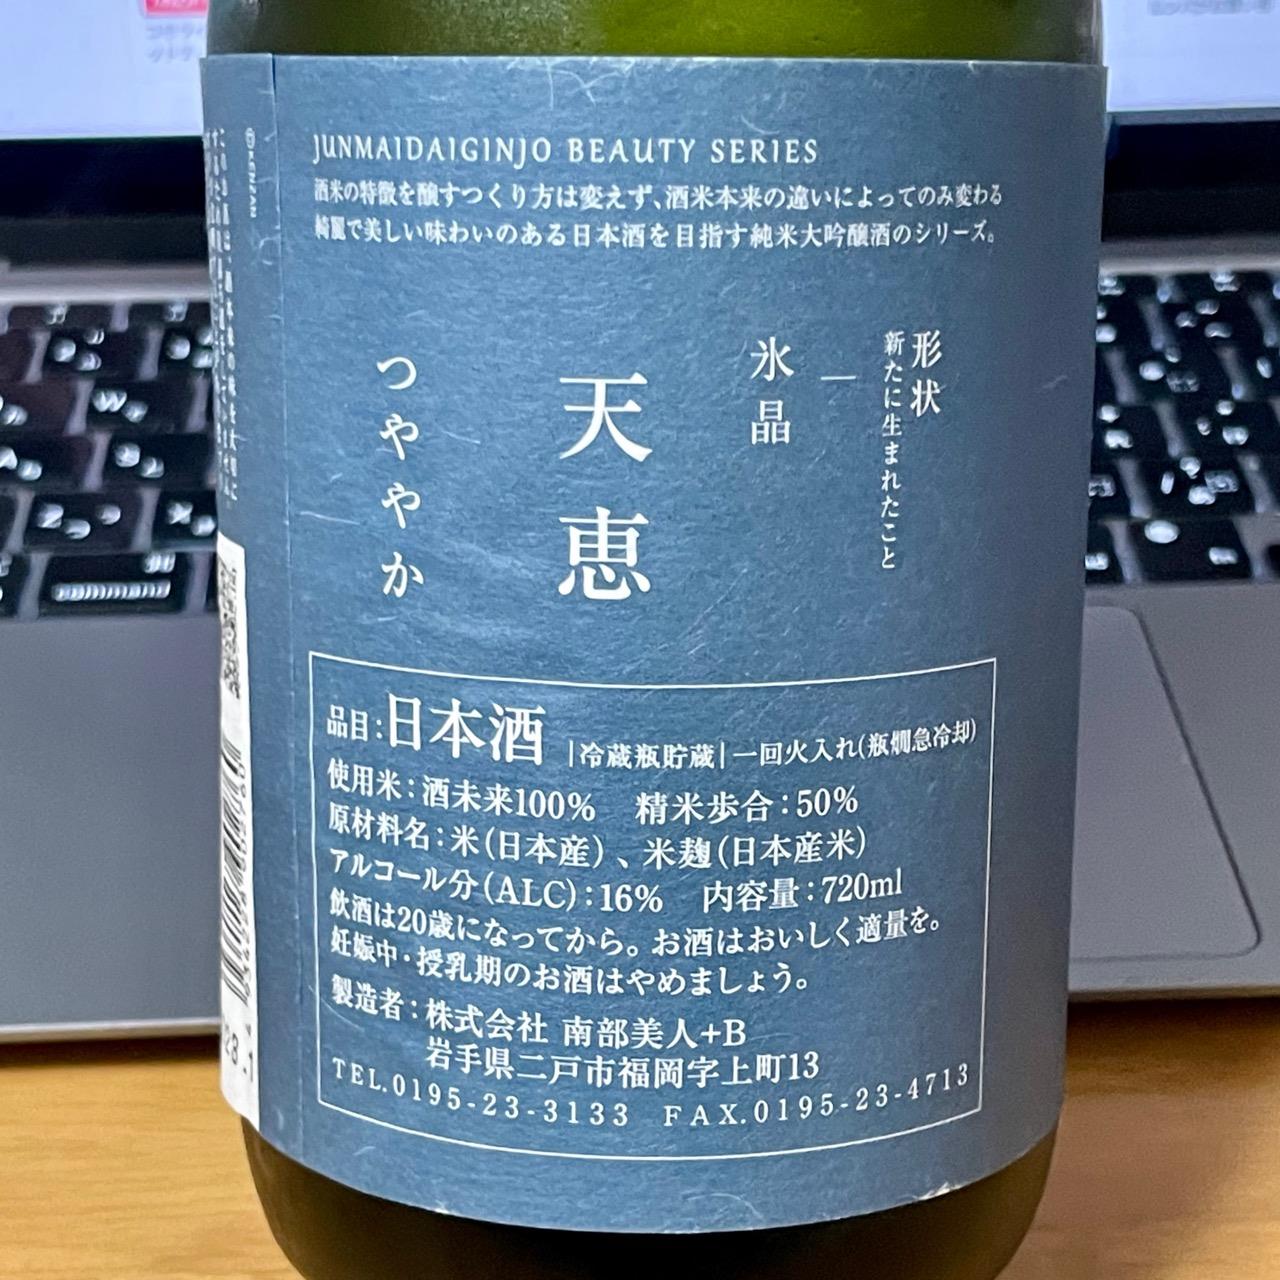 JUNMAIDAIGINJO BEAUTY SERIES
酒米の特徴を醸すつくり方は変えず、酒米本来の違いによってのみ変わる
綺麗で美しい味わいのある日本酒を目指す純米大吟醸酒のシリーズ。
形状
新たに生まれたこと
—
氷晶
天恵
つややか
品目:日本酒 |冷蔵瓶貯蔵|一回火入れ(瓶燗急冷却)
使用米:酒未来100% 精米歩合:50%
原材料名:米(日本産)、米麹(日本産米)
アルコール分(ALC):16% 内容量:720ml
飲酒は20歳になってから。お酒はおいしく適量を。
妊娠中・授乳期のお酒はやめましょう。
製造者:株式会社 南部美人+B
岩手県二戸市福岡字上町13
TEL.0195-23-3133 FAX.0195-23-4713
©KENZAN